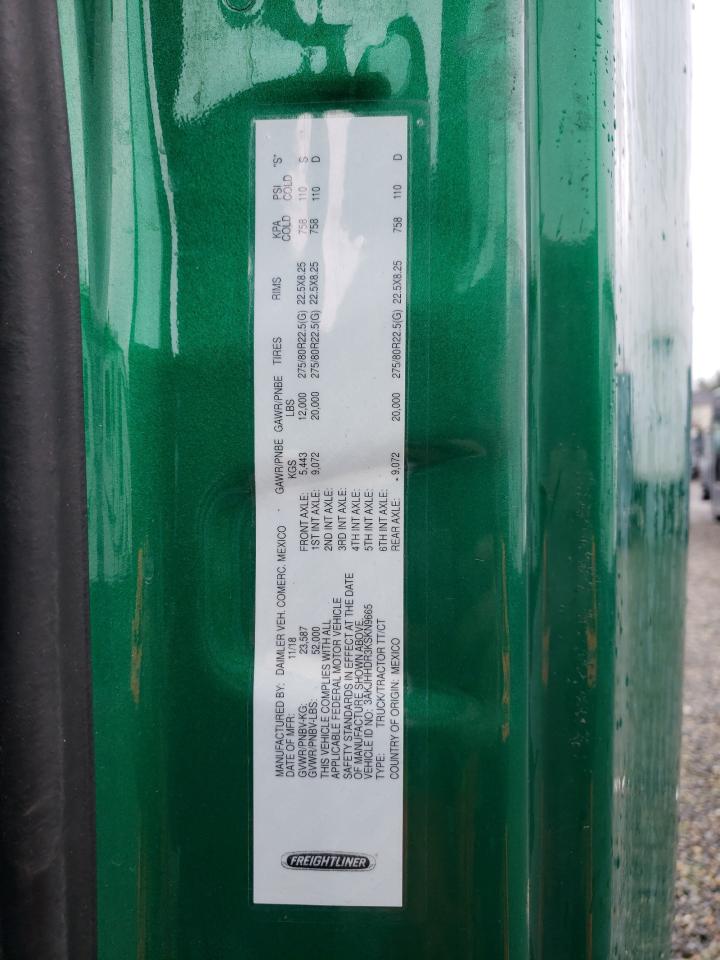 FREIGHTLINER
MANUFACTURED BY: DAIMLER VEH. COMERC. MEXICO
DATE OF MFR: 11/18
GVWR/PNBV-KG: 23,587
GVWR/PNBV-LBS: 52,000
THIS VEHICLE COMPLIES WITH ALL
APPLICABLE FEDERAL MOTOR VEHICLE
SAFETY STANDARDS IN EFFECT AT THE DATE
OF MANUFACTURE SHOWN ABOVE.
VEHICLE ID NO: 3AKJHHDR3KSKN9665
TYPE: TRUCK/TRACTOR TT/CT
COUNTRY OF ORIGIN: MEXICO
GAWR/PNBE GAWR/PNBE TIRES RIMS KPA PSI "S"
KGS LBS COLD COLD
FRONT AXLE: 5,443 12,000 275/80R22.5(G) 22.5X8.25 758 110 S
1ST INT AXLE: 9,072 20,000 275/80R22.5(G) 22.5X8.25 758 110 D
2ND INT AXLE:
3RD INT AXLE:
4TH INT AXLE:
5TH INT AXLE:
6TH INT AXLE:
REAR AXLE: 9,072 20,000 275/80R22.5(G) 22.5X8.25 758 110 D